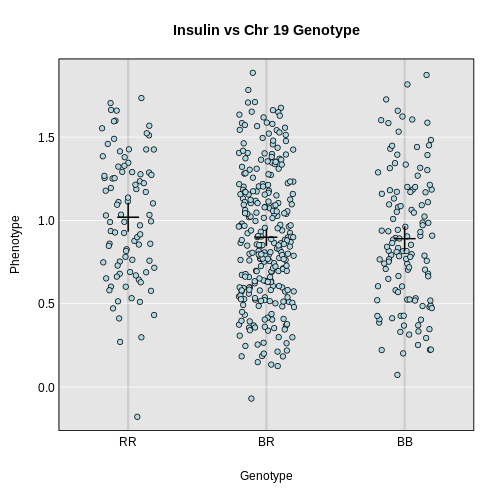 Insulin vs Chr 19 Genotype
Phenotype
1.5
1.0
0.5
0.0
RR BR BB
Genotype